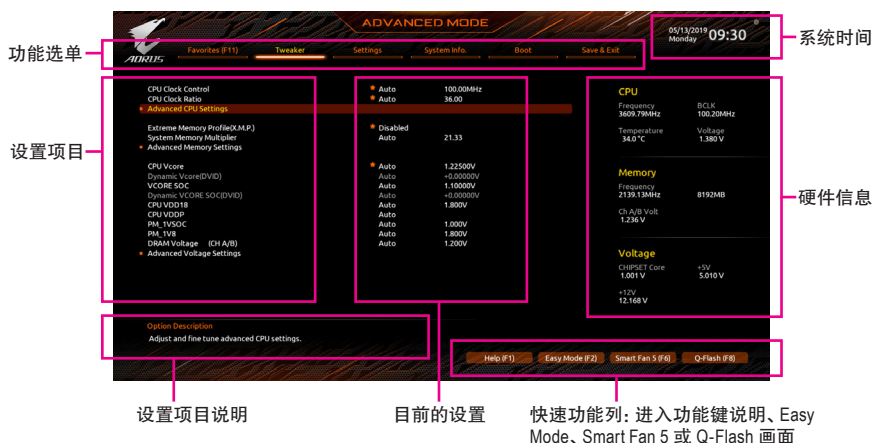 ADVANCED MODE
05/13/2019 Monday 09:30
系统时间
功能选单
AORUS
Favorites (F11) Tweaker Settings System Info. Boot Save & Exit
设置项目
CPU Clock Control * Auto 100.00MHz
CPU Clock Ratio * Auto 36.00
Advanced CPU Settings
Extreme Memory Profile(X.M.P.) * Disabled
System Memory Multiplier Auto 21.33
Advanced Memory Settings
CPU Vcore * Auto 1.22500V
Dynamic Vcore(DVID) Auto +0.00000V
VCORE SOC Auto 1.10000V
Dynamic VCORE SOC(DVID) Auto +0.00000V
CPU VDD18 Auto 1.800V
CPU VDDP Auto
PM_1VSOC Auto 1.000V
PM_1V8 Auto 1.800V
DRAM Voltage (CH A/B) Auto 1.200V
Advanced Voltage Settings
CPU
Frequency BCLK
3609.79MHz 100.20MHz
Temperature Voltage
34.0 °C 1.380 V
Memory
Frequency
2139.13MHz 8192MB
Ch A/B Volt
1.236 V
Voltage
CHIPSET Core +5V
1.001 V 5.010 V
+12V
12.168 V
硬件信息
Option Description
Adjust and fine tune advanced CPU settings.
Help (F1) Easy Mode (F2) Smart Fan 5 (F6) Q-Flash (F8)
设置项目说明
目前的设置
快速功能列: 进入功能键说明、Easy
Mode、Smart Fan 5 或 Q-Flash 画面